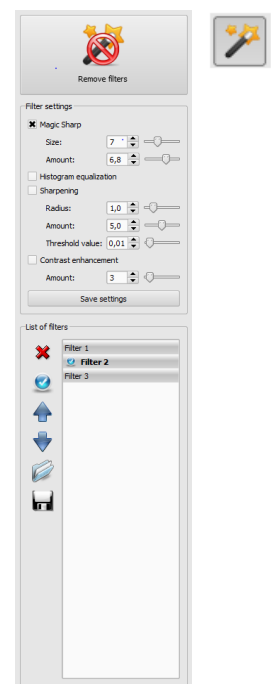 Remove filters
Filter settings
Magic Sharp
Size: 7
Amount: 6,8
Histogram equalization
Sharpening
Radius: 1,0
Amount: 5,0
Threshold value: 0,01
Contrast enhancement
Amount: 3
Save settings
List of filters
Filter 1
Filter 2
Filter 3